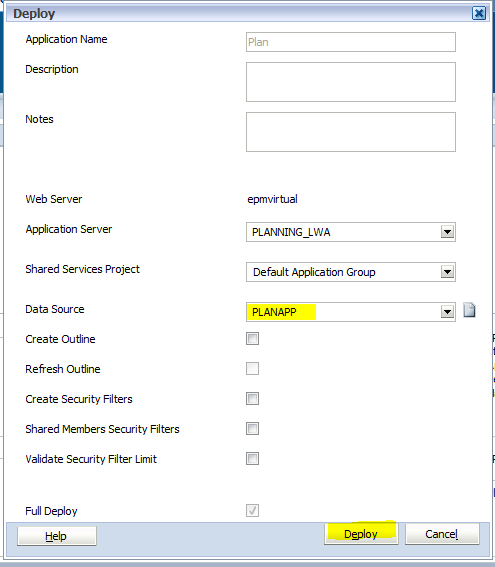 Deploy
Application Name Plan
Description
Notes
Web Server epmvirtual
Application Server PLANNING_LWA
Shared Services Project Default Application Group
Data Source PLANAPP
Create Outline
Refresh Outline
Create Security Filters
Shared Members Security Filters
Validate Security Filter Limit
Full Deploy
Help Deploy Cancel